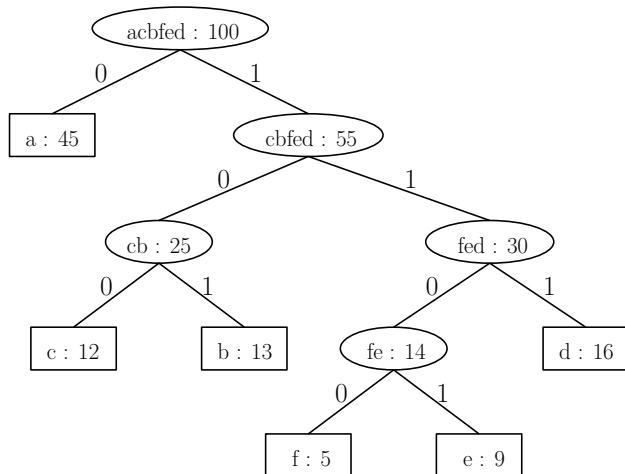 acbfed : 100
0 1
a : 45
cbfed : 55
0 1
cb : 25
fed : 30
0 1 0 1
c : 12
b : 13
fe : 14
d : 16
0 1
f : 5
e : 9